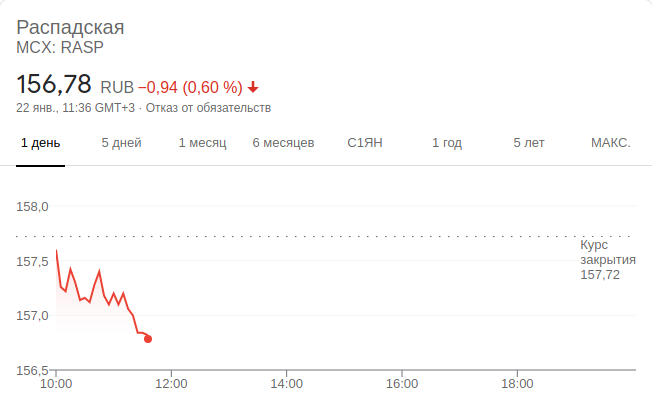 Распадская
MCX: RASP
156,78 RUB −0,94 (0,60 %)
22 янв., 11:36 GMT+3 · Отказ от обязательств
1 день 5 дней 1 месяц 6 месяцев С1ЯН 1 год 5 лет МАКС.
158,0
Курс
закрытия
157,72
157,5
157,0
156,5
10:00 12:00 14:00 16:00 18:00